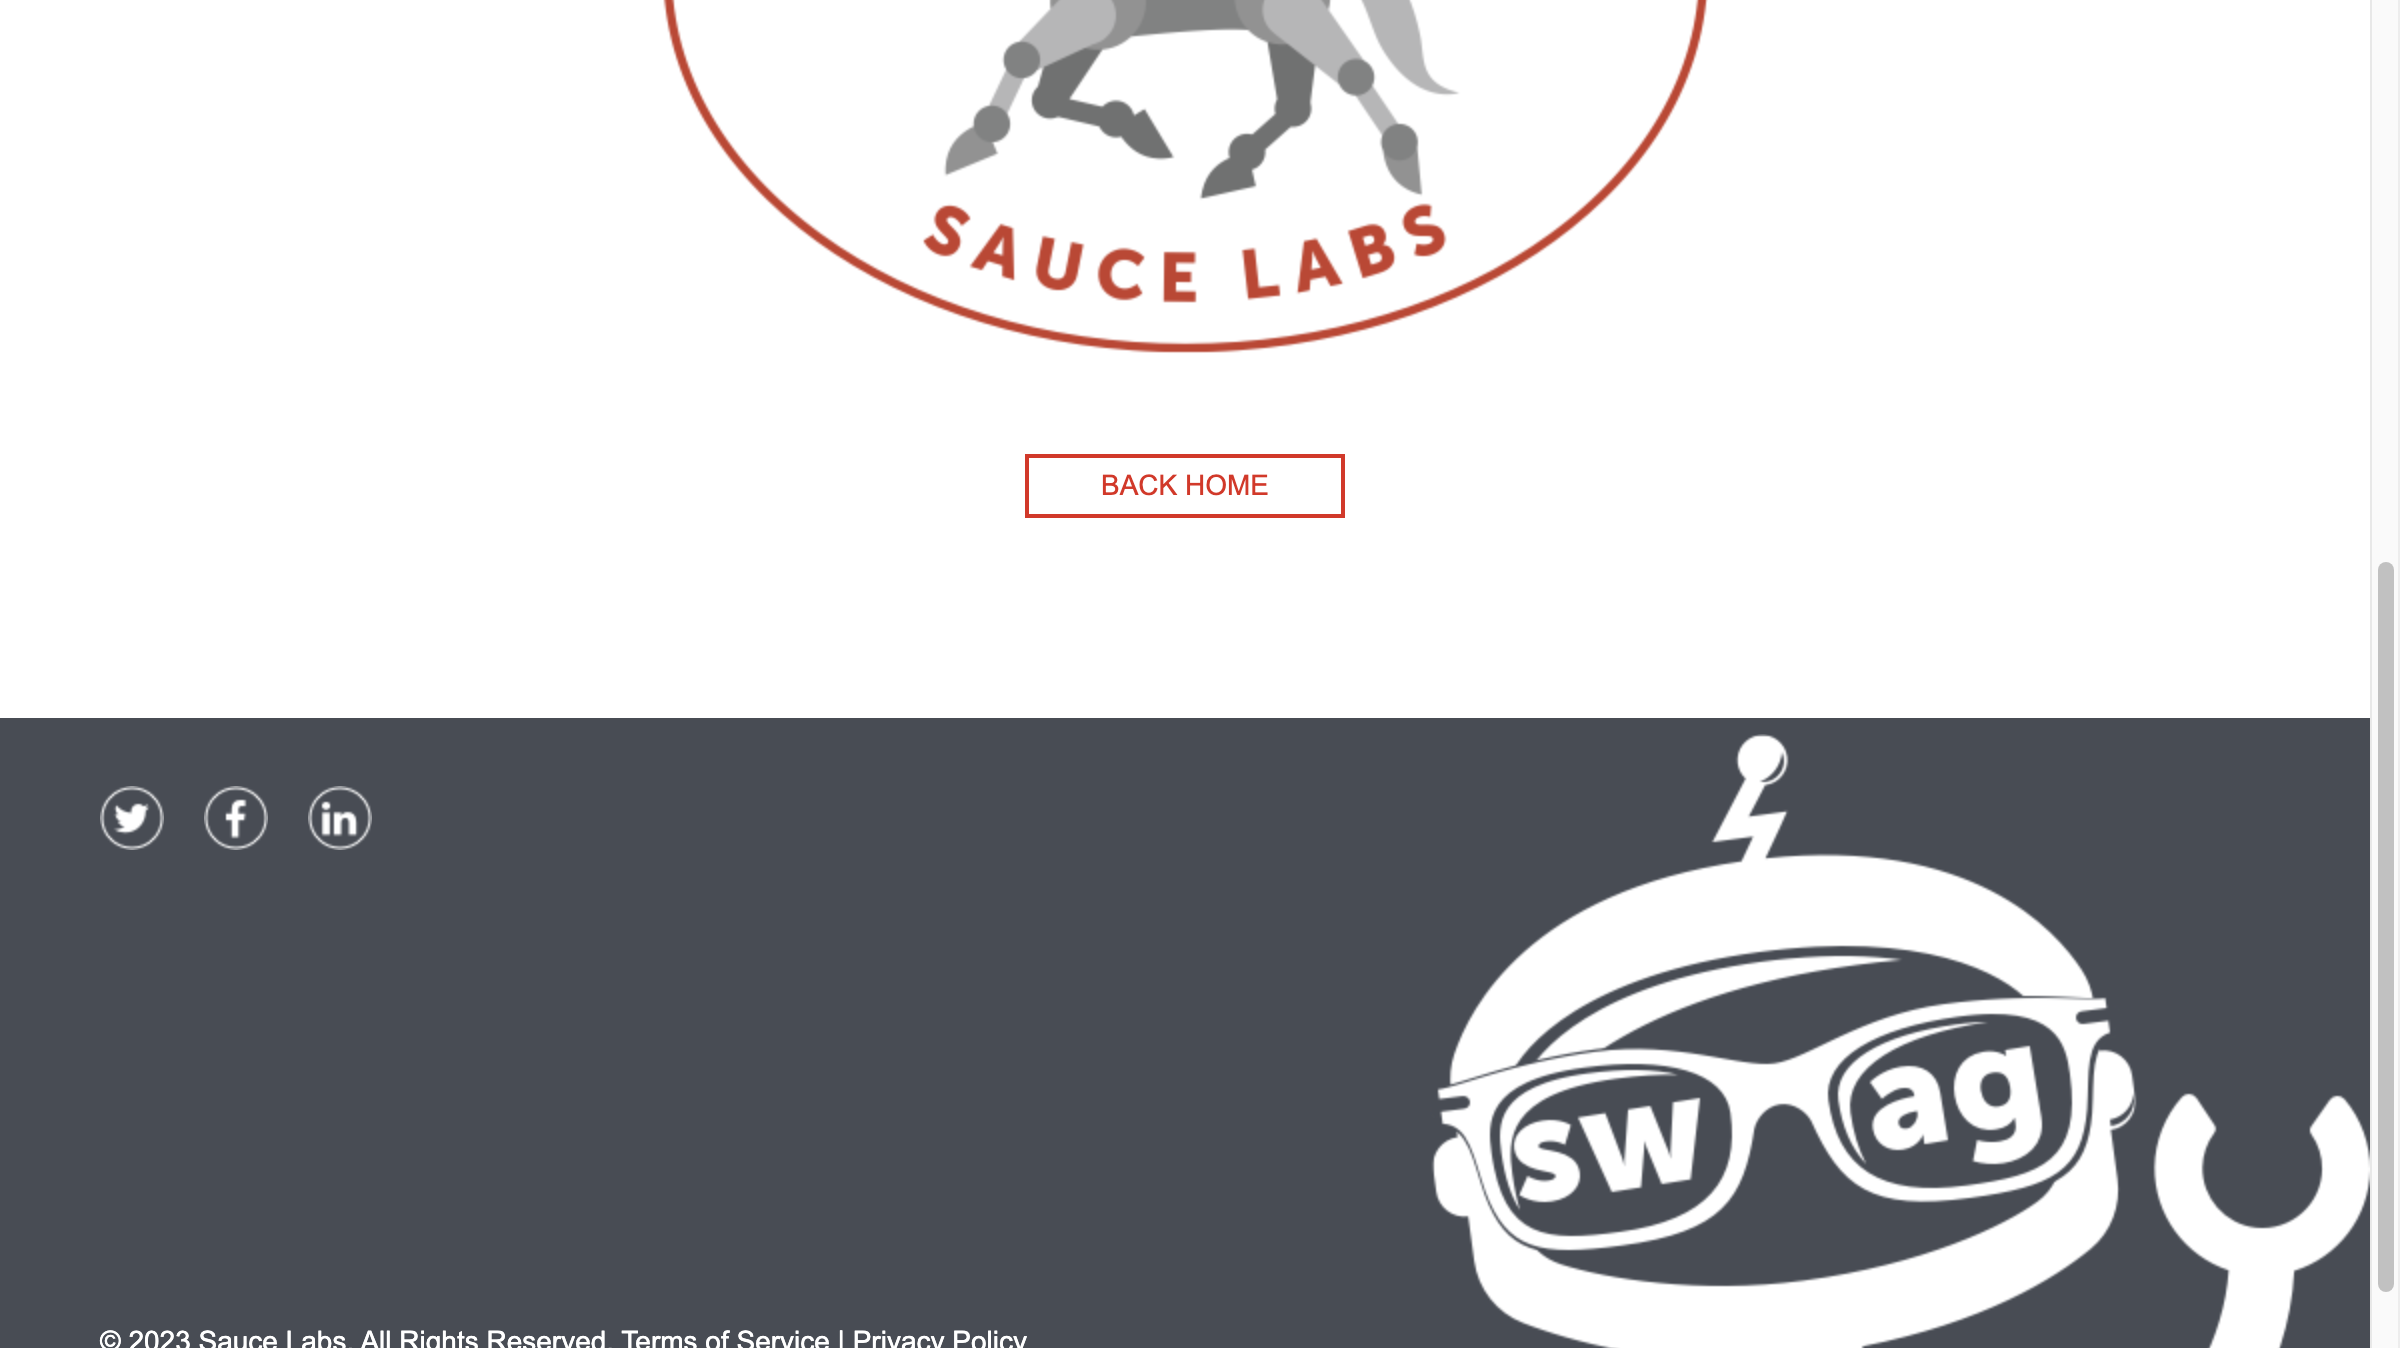 SAUCE LABS
BACK HOME
sw ag
© 2023 Sauce Labs. All Rights Reserved. Terms of Service | Privacy Policy